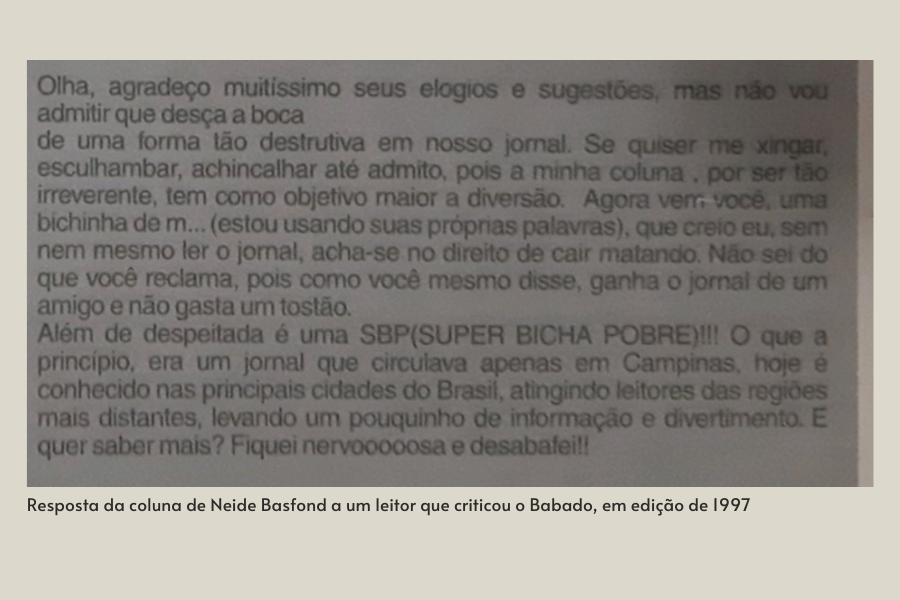 Olha, agradeço muitíssimo seus elogios e sugestões, mas não vou
admitir que desça a boca
de uma forma tão destrutiva em nosso jornal. Se quiser me xingar,
esculhambar, achincalhar até admito, pois a minha coluna , por ser tão
irreverente, tem como objetivo maior a diversão. Agora vem você, uma
bichinha de m... (estou usando suas próprias palavras), que creio eu, sem
nem mesmo ler o jornal, acha-se no direito de cair matando. Não sei do
que você reclama, pois como você mesmo disse, ganha o jornal de um
amigo e não gasta um tostão.
Além de despeitada é uma SBP(SUPER BICHA POBRE)!!! O que a
princípio, era um jornal que circulava apenas em Campinas, hoje é
conhecido nas principais cidades do Brasil, atingindo leitores das regiões
mais distantes, levando um pouquinho de informação e divertimento. E
quer saber mais? Fiquei nervooooosa e desabafei!!
Resposta da coluna de Neide Basfond a um leitor que criticou o Babado, em edição de 1997